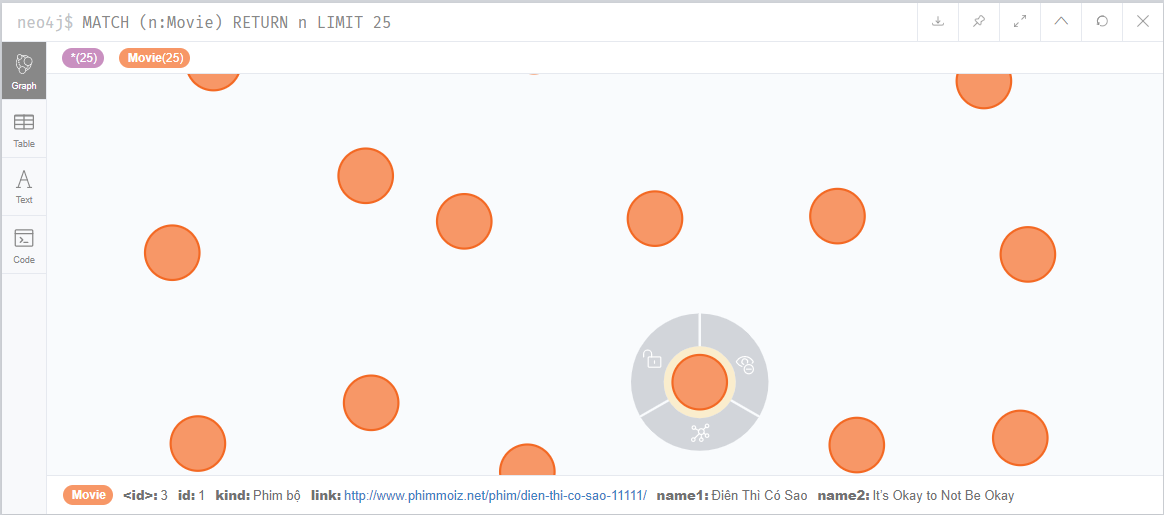 neo4j$ MATCH (n:Movie) RETURN n LIMIT 25
*(25) Movie(25)
Graph
Table
Text
Code
Movie <id>: 3 id: 1 kind: Phim bộ link: http://www.phimmoiz.net/phim/dien-thi-co-sao-11111/ name1: Điên Thì Có Sao name2: It's Okay to Not Be Okay